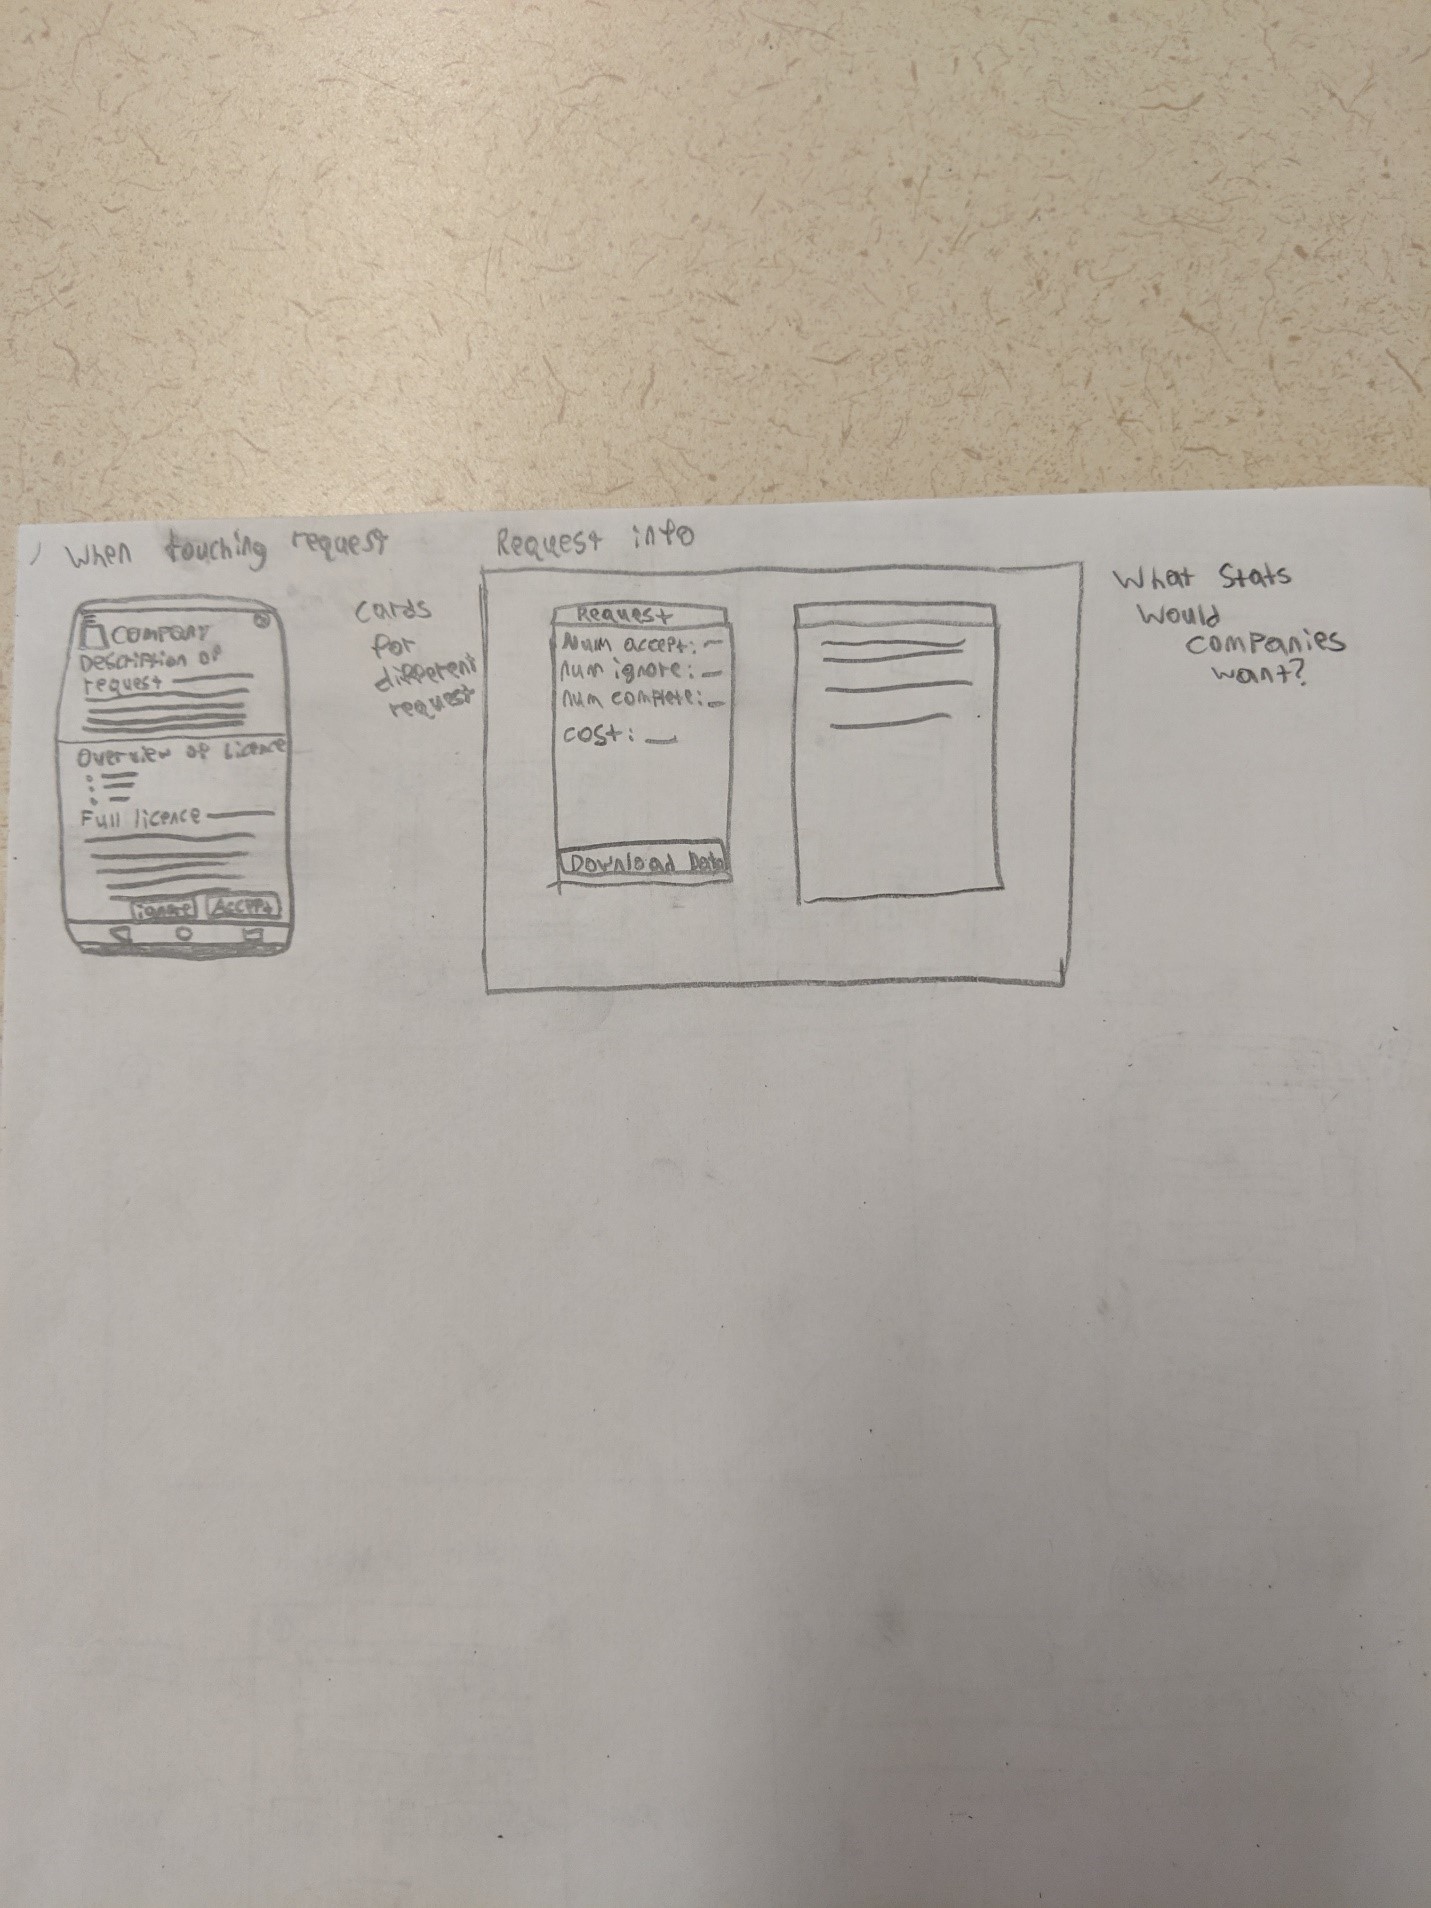 When touching request
COMPANY
Description of
request
Overview of Licence
Full licence
ignore Accept
cards
for
different
request
Request info
Request
Num accept:
num ignore:
num complete:
cost:
Download Data
What Stats
Would
companies
want?